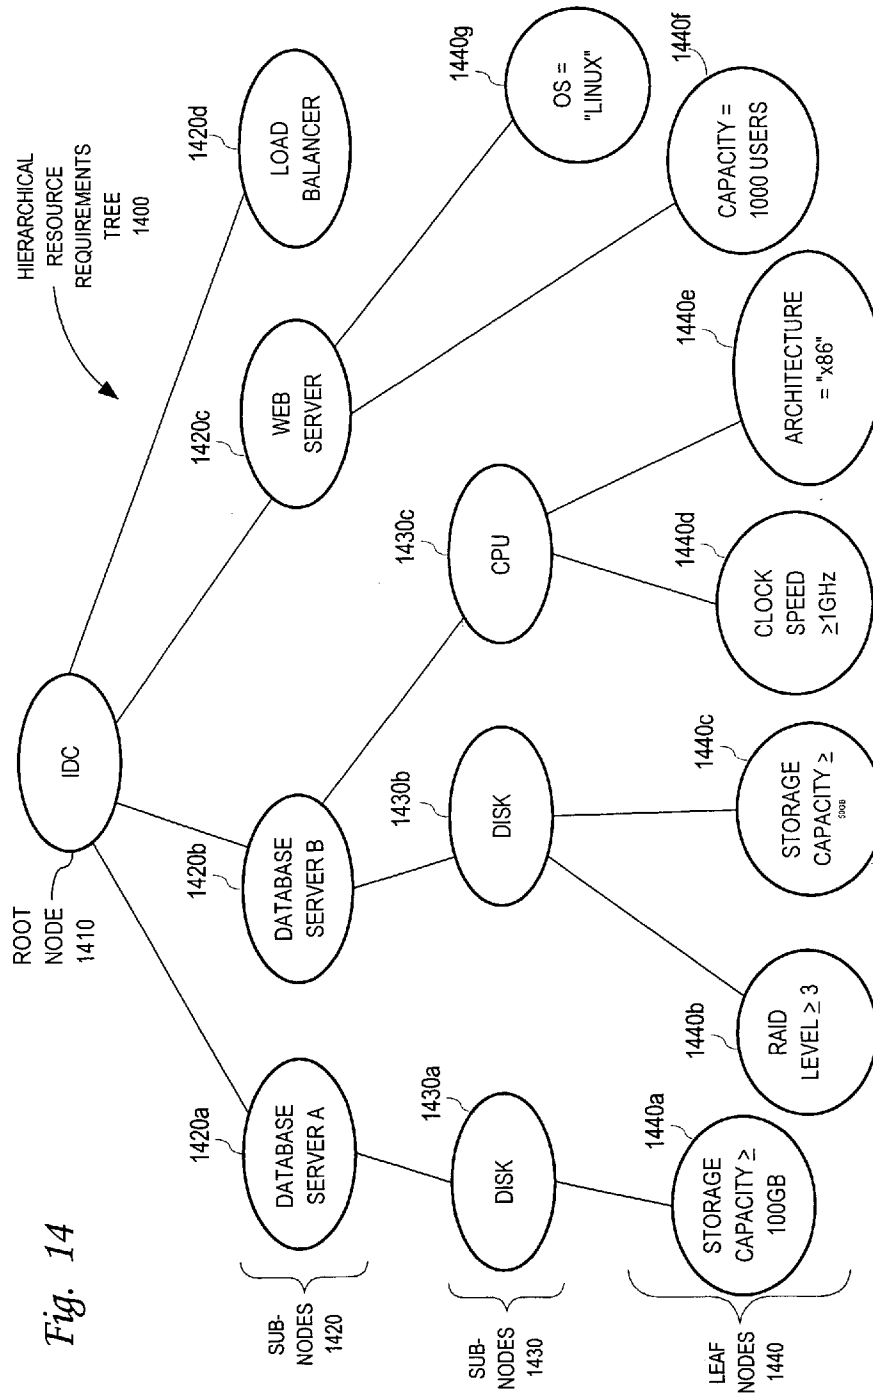 Fig. 14
HIERARCHICAL
RESOURCE
REQUIREMENTS
TREE
1400
ROOT
NODE
1410
IDC
SUB-
NODES
1420
1420a
DATABASE
SERVER A
1420b
DATABASE
SERVER B
1420c
WEB
SERVER
1420d
LOAD
BALANCER
SUB-
NODES
1430
1430a
DISK
1430b
DISK
1430c
CPU
1440g
OS =
"LINUX"
LEAF
NODES
1440
1440a
STORAGE
CAPACITY ≥
100GB
1440b
RAID
LEVEL ≥ 3
1440c
STORAGE
CAPACITY ≥
50GB
1440d
CLOCK
SPEED
≥1GHz
1440e
ARCHITECTURE
= "x86"
1440f
CAPACITY =
1000 USERS